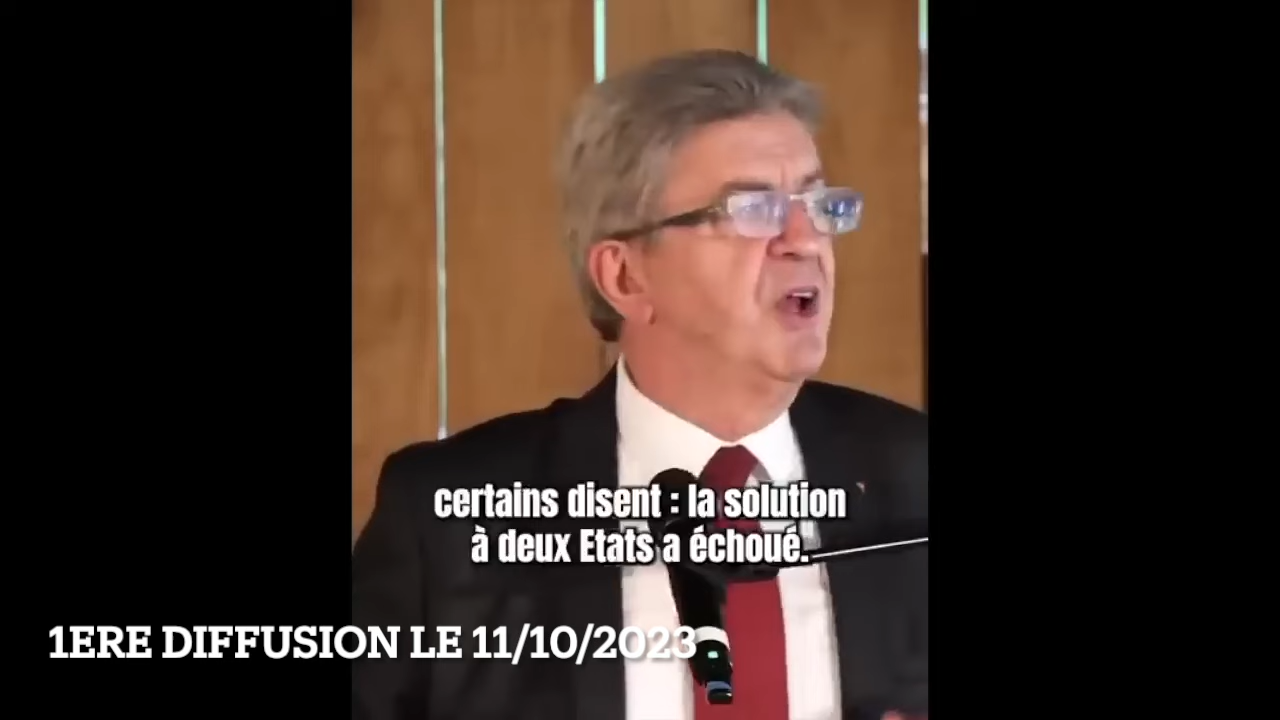 certains disent : la solution
à deux Etats a échoué.
1ERE DIFFUSION LE 11/10/2023